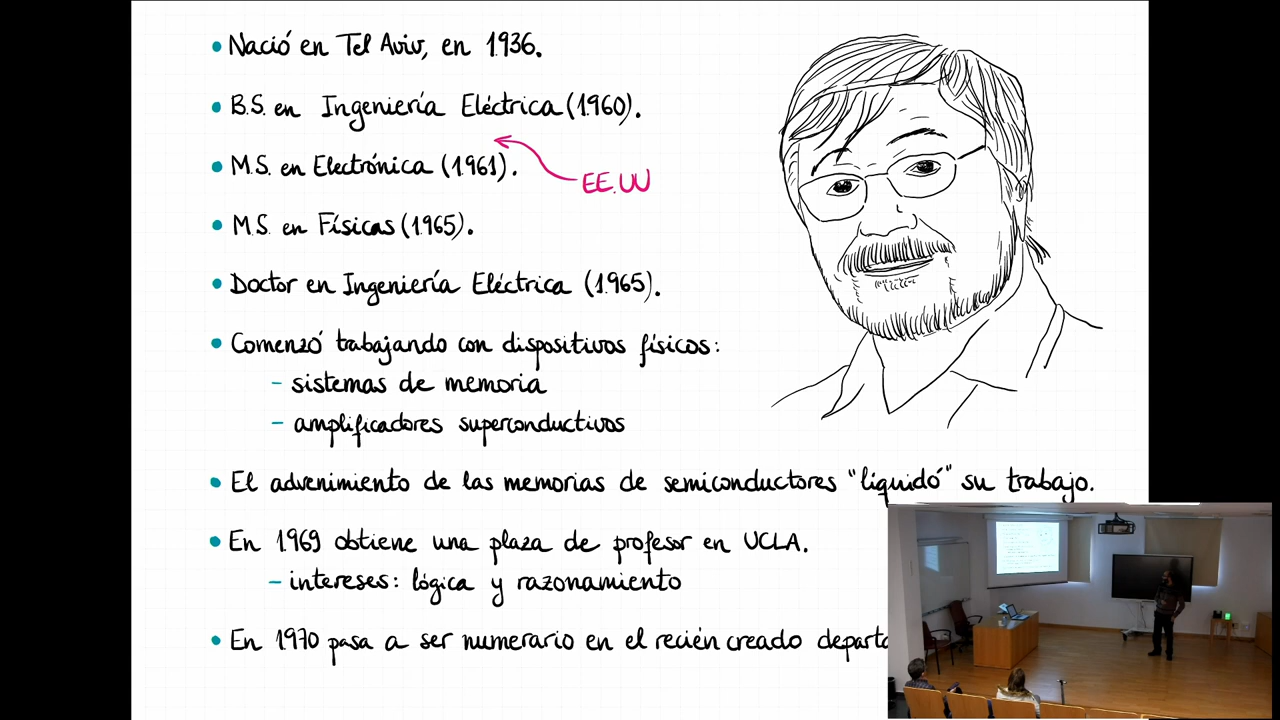 • Nació en Tel Aviv, en 1936.
• B.S. en Ingeniería Eléctrica (1960).
• M.S. en Electrónica (1961).
EE.UU
• M.S. en Físicas (1965).
• Doctor en Ingeniería Eléctrica (1965).
• Comenzó trabajando con dispositivos físicos:
- sistemas de memoria
- amplificadores superconductivos
• El advenimiento de las memorias de semiconductores "liquidó" su trabajo.
• En 1969 obtiene una plaza de profesor en UCLA.
- intereses: lógica y razonamiento
• En 1970 pasa a ser numerario en el recién creado